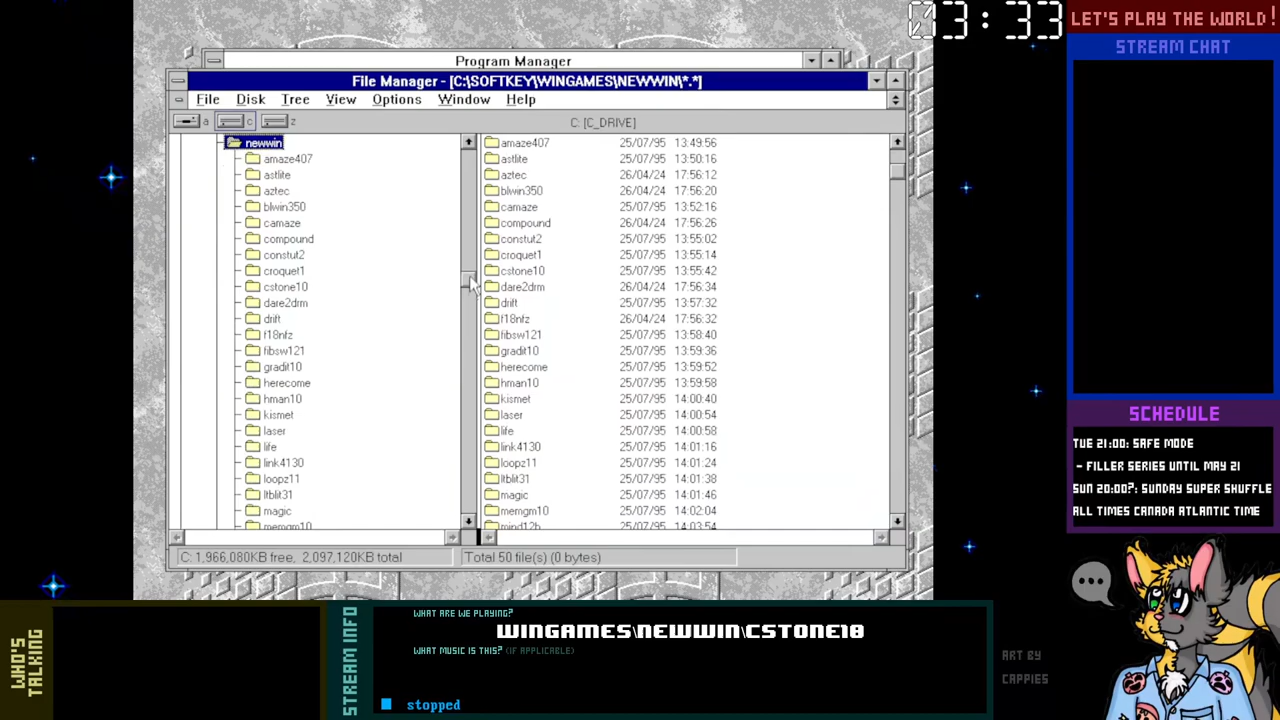 03:33
LET'S PLAY THE WORLD!
STREAM CHAT
Program Manager
File Manager - [C:\SOFTKEY\WINGAMES\NEWWIN\*.*]
File Disk Tree View Options Window Help
a c z C: [C_DRIVE]
newwin
amaze407
astlite
aztec
blwin350
camaze
compound
constut2
croquet1
cstone10
dare2drm
drift
f18nfz
fibsw121
gradit10
herecome
hman10
kismet
laser
life
link4130
loopz11
ltblt31
magic
memgm10
amaze407 25/07/95 13:49:56
astlite 25/07/95 13:50:16
aztec 26/04/24 17:56:12
blwin350 26/04/24 17:56:20
camaze 25/07/95 13:52:16
compound 26/04/24 17:56:26
constut2 25/07/95 13:55:02
croquet1 25/07/95 13:55:14
cstone10 25/07/95 13:55:42
dare2drm 26/04/24 17:56:34
drift 25/07/95 13:57:32
f18nfz 26/04/24 17:56:32
fibsw121 25/07/95 13:58:40
gradit10 25/07/95 13:59:36
herecome 25/07/95 13:59:52
hman10 25/07/95 13:59:58
kismet 25/07/95 14:00:40
laser 25/07/95 14:00:54
life 25/07/95 14:00:58
link4130 25/07/95 14:01:16
loopz11 25/07/95 14:01:24
ltblt31 25/07/95 14:01:38
magic 25/07/95 14:01:46
memgm10 25/07/95 14:02:04
mind12b 25/07/95 14:03:54
C: 1,966,080KB free, 2,097,120KB total
Total 50 file(s) (0 bytes)
SCHEDULE
TUE 21:00: SAFE MODE
- FILLER SERIES UNTIL MAY 21
SUN 20:00?: SUNDAY SUPER SHUFFLE
ALL TIMES CANADA ATLANTIC TIME
WHO'S TALKING
STREAM INFO
WHAT ARE WE PLAYING?
WINGAMES\NEWWIN\CSTONE18
WHAT MUSIC IS THIS? (IF APPLICABLE)
stopped
ART BY
CAPPIES